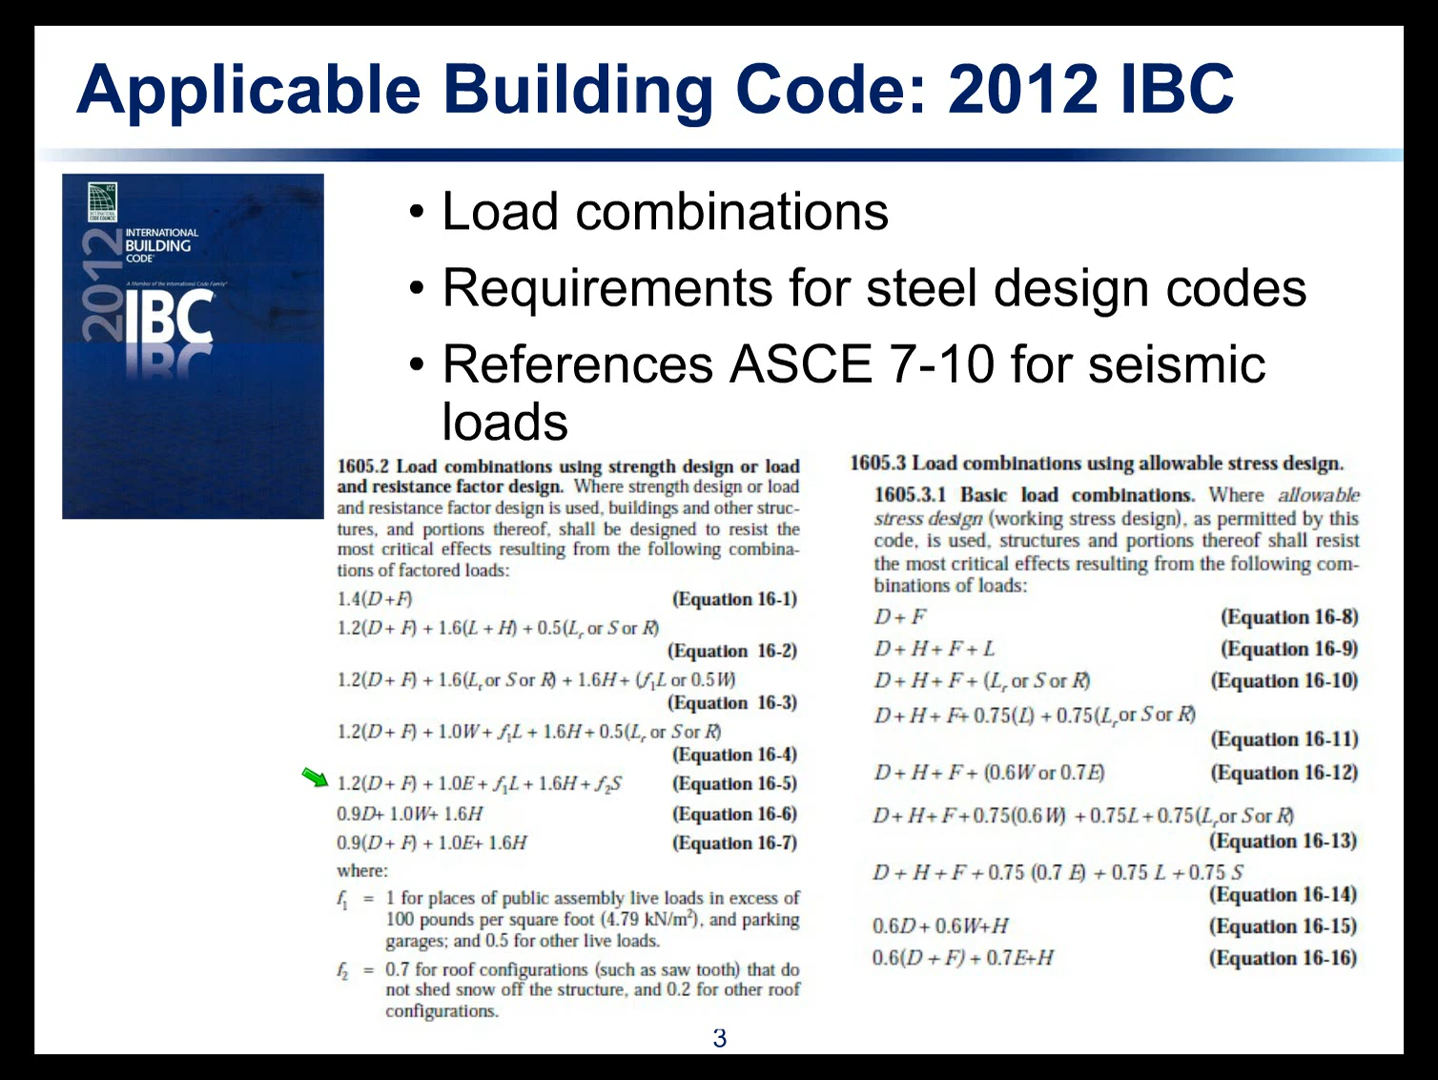 Applicable Building Code: 2012 IBC
INTERNATIONAL CODE COUNCIL
2012
INTERNATIONAL
BUILDING
CODE
A Member of the International Code Family
IBC
• Load combinations
• Requirements for steel design codes
• References ASCE 7-10 for seismic
loads
1605.2 Load combinations using strength design or load
and resistance factor design. Where strength design or load
and resistance factor design is used, buildings and other struc-
tures, and portions thereof, shall be designed to resist the
most critical effects resulting from the following combina-
tions of factored loads:
1.4(D+F) (Equation 16-1)
1.2(D + F) + 1.6(L + H) + 0.5(Lr or S or R)
(Equation 16-2)
1.2(D + F) + 1.6(Lr or S or R) + 1.6H + (f1L or 0.5W)
(Equation 16-3)
1.2(D + F) + 1.0W + f1L + 1.6H + 0.5(Lr or S or R)
(Equation 16-4)
1.2(D + F) + 1.0E + f1L + 1.6H + f2S (Equation 16-5)
0.9D+ 1.0W+ 1.6H (Equation 16-6)
0.9(D + F) + 1.0E+ 1.6H (Equation 16-7)
where:
f1 = 1 for places of public assembly live loads in excess of
100 pounds per square foot (4.79 kN/m²), and parking
garages; and 0.5 for other live loads.
f2 = 0.7 for roof configurations (such as saw tooth) that do
not shed snow off the structure, and 0.2 for other roof
configurations.
1605.3 Load combinations using allowable stress design.
1605.3.1 Basic load combinations. Where allowable
stress design (working stress design), as permitted by this
code, is used, structures and portions thereof shall resist
the most critical effects resulting from the following com-
binations of loads:
D + F (Equation 16-8)
D + H + F + L (Equation 16-9)
D + H + F + (Lr or S or R) (Equation 16-10)
D + H + F+ 0.75(L) + 0.75(Lr or S or R)
(Equation 16-11)
D + H + F + (0.6W or 0.7E) (Equation 16-12)
D + H + F + 0.75(0.6W) + 0.75L + 0.75(Lr or S or R)
(Equation 16-13)
D + H + F + 0.75 (0.7 E) + 0.75 L + 0.75 S
(Equation 16-14)
0.6D + 0.6W+H (Equation 16-15)
0.6(D + F) + 0.7E+H (Equation 16-16)
3